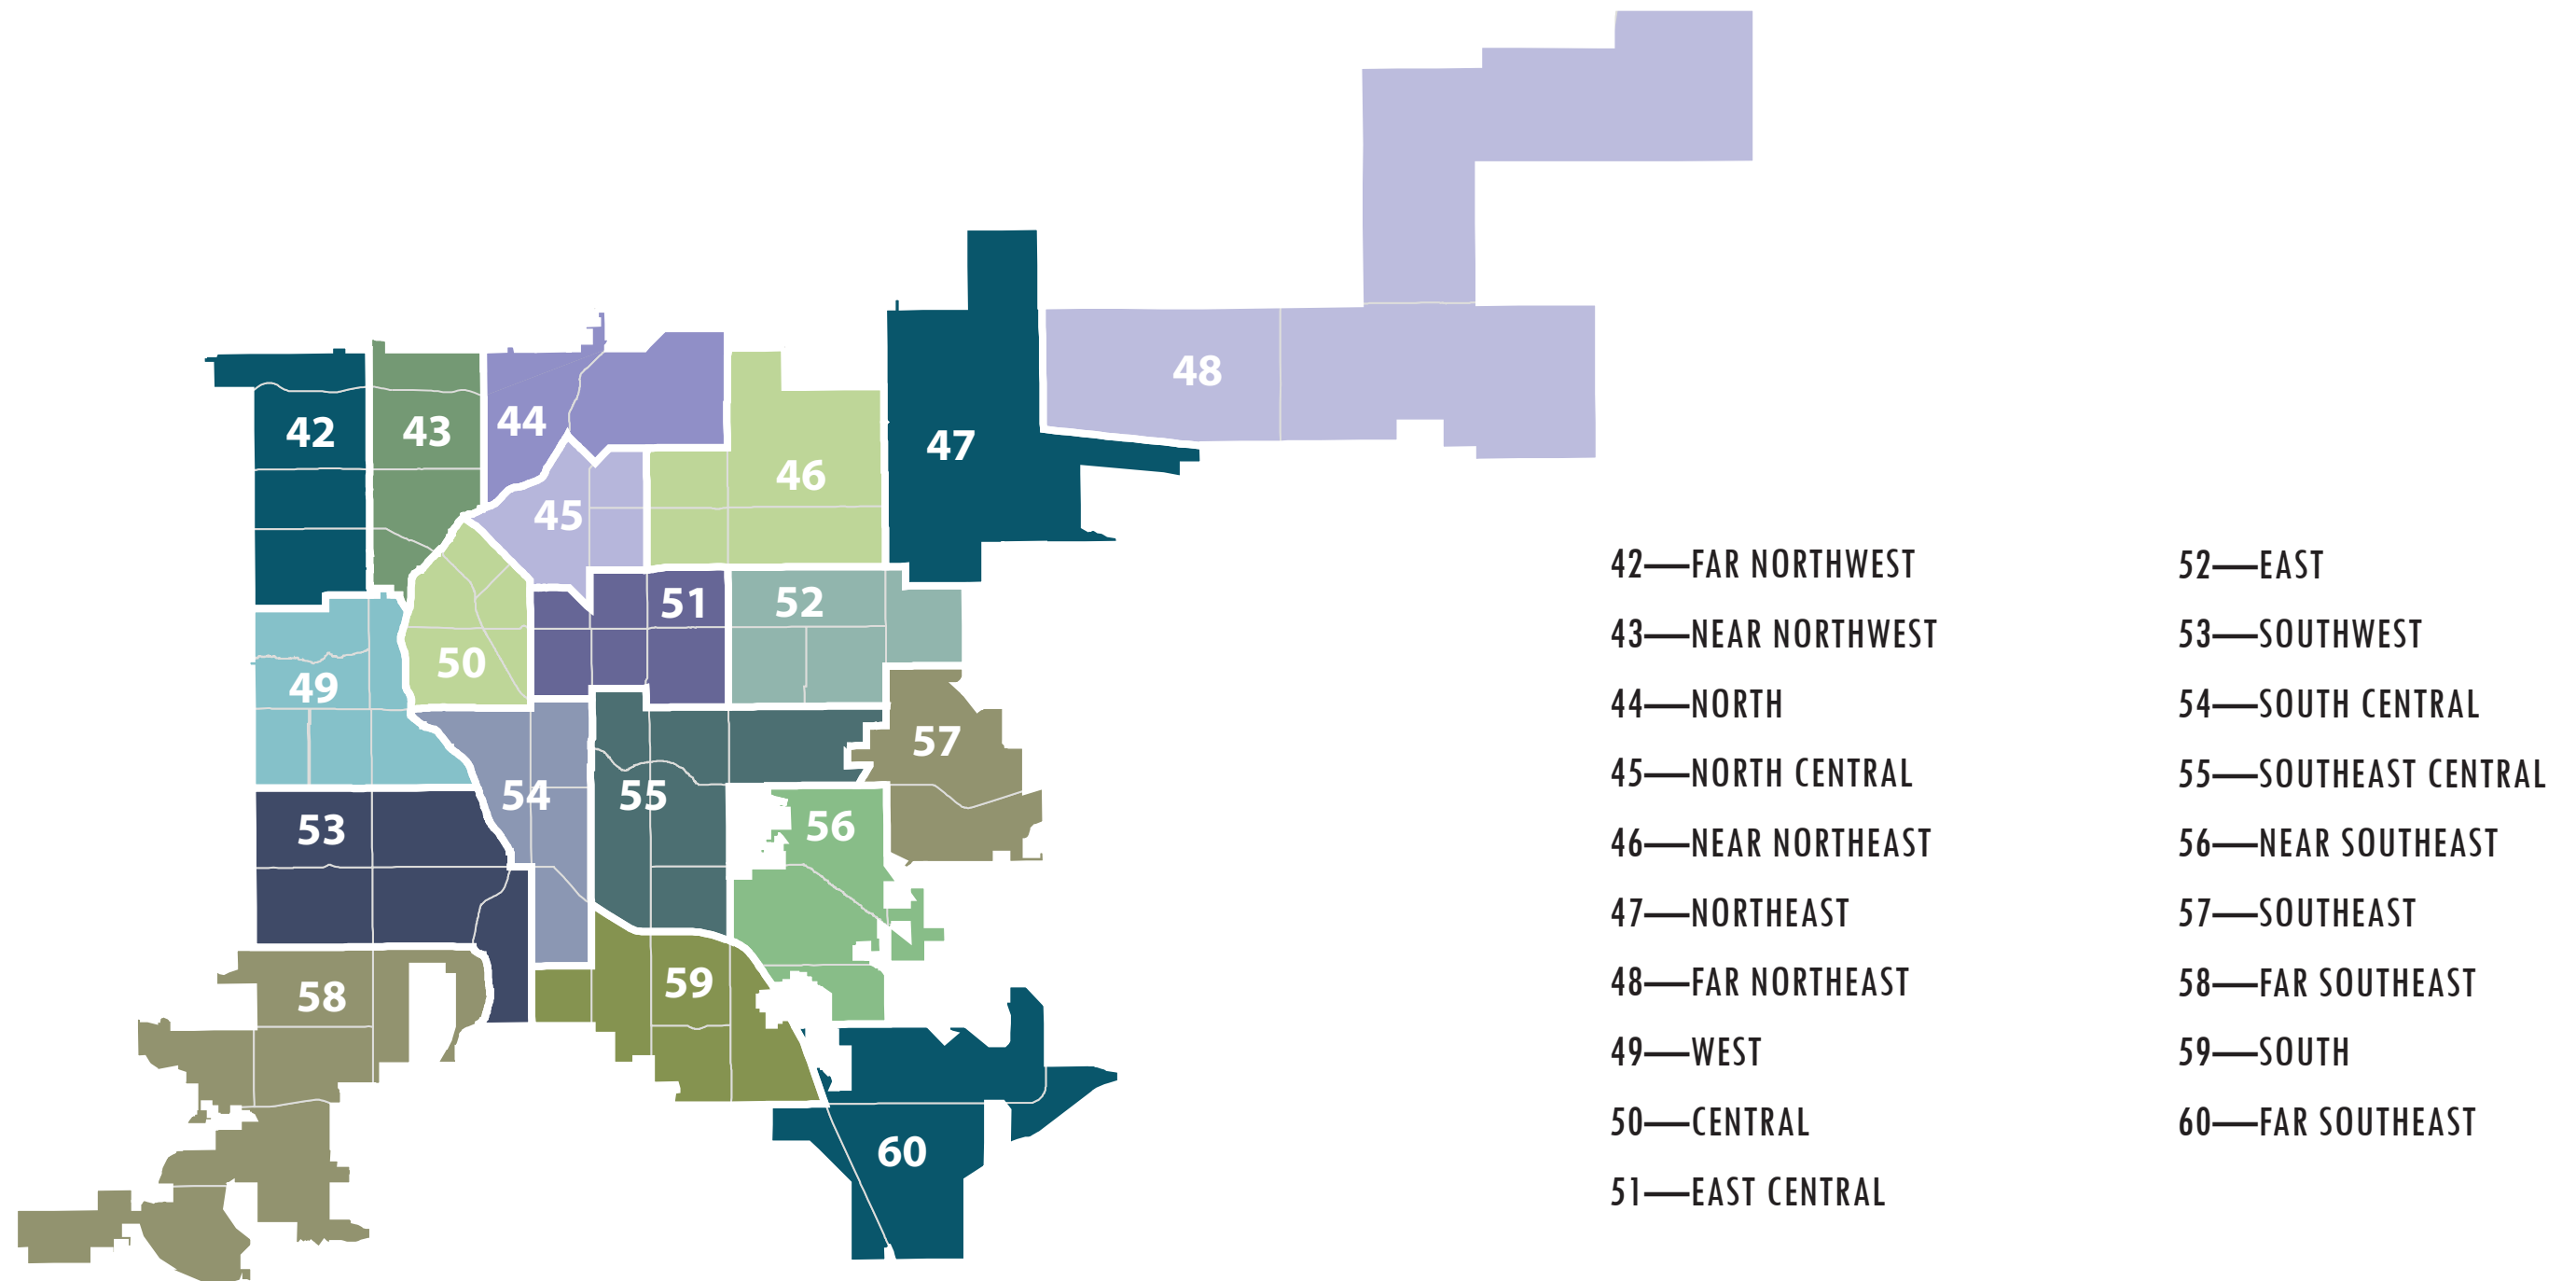 48
44
42
43
47
46
45
51
52
50
49
57
54
55
56
53
59
58
60
42—FAR NORTHWEST
43—NEAR NORTHWEST
44—NORTH
45—NORTH CENTRAL
46—NEAR NORTHEAST
47—NORTHEAST
48—FAR NORTHEAST
49—WEST
50—CENTRAL
51—EAST CENTRAL
52—EAST
53—SOUTHWEST
54—SOUTH CENTRAL
55—SOUTHEAST CENTRAL
56—NEAR SOUTHEAST
57—SOUTHEAST
58—FAR SOUTHEAST
59—SOUTH
60—FAR SOUTHEAST